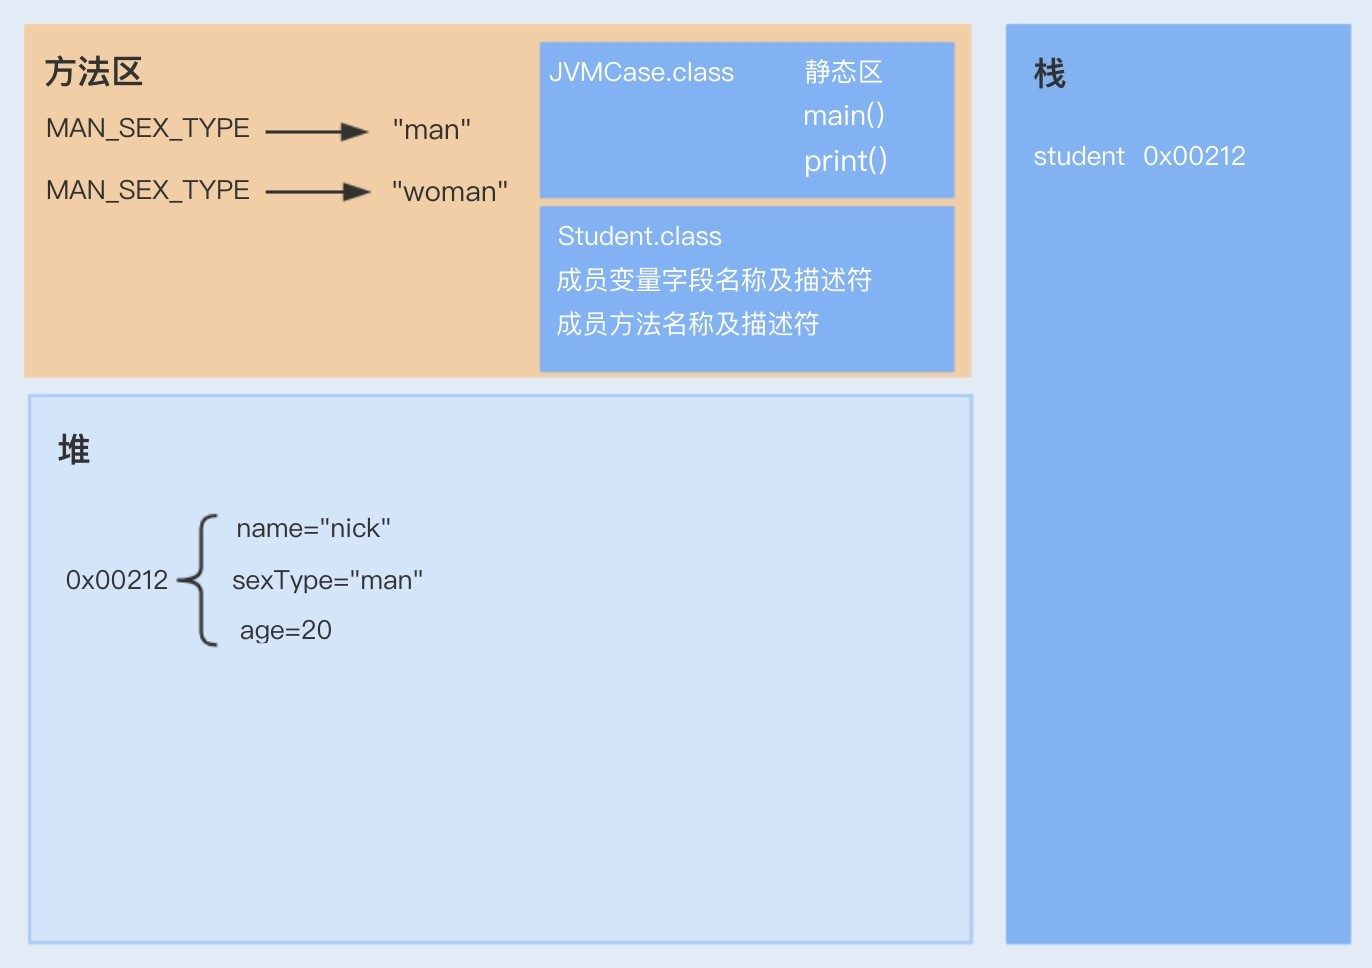 方法区
MAN_SEX_TYPE "man"
MAN_SEX_TYPE "woman"
JVMCase.class 静态区
main()
print()
Student.class
成员变量字段名称及描述符
成员方法名称及描述符
栈
student 0x00212
堆
name="nick"
0x00212 sexType="man"
age=20